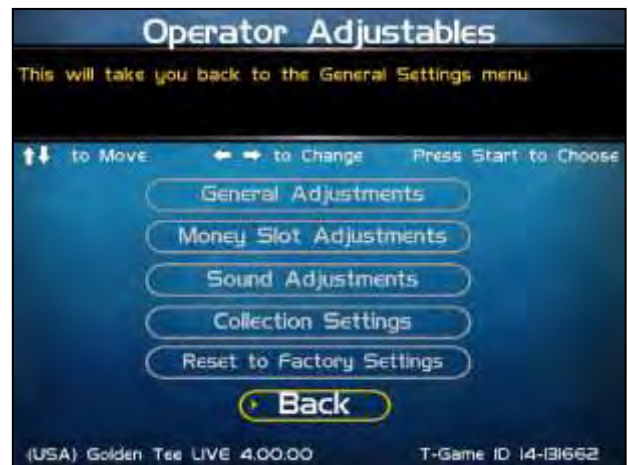 Operator Adjustables
This will take you back to the General Settings menu
to Move to Change Press Start to Choose
General Adjustments
Money Slot Adjustments
Sound Adjustments
Collection Settings
Reset to Factory Settings
Back
(USA) Golden Tee LIVE 4.00.00 T-Game ID 14-131662